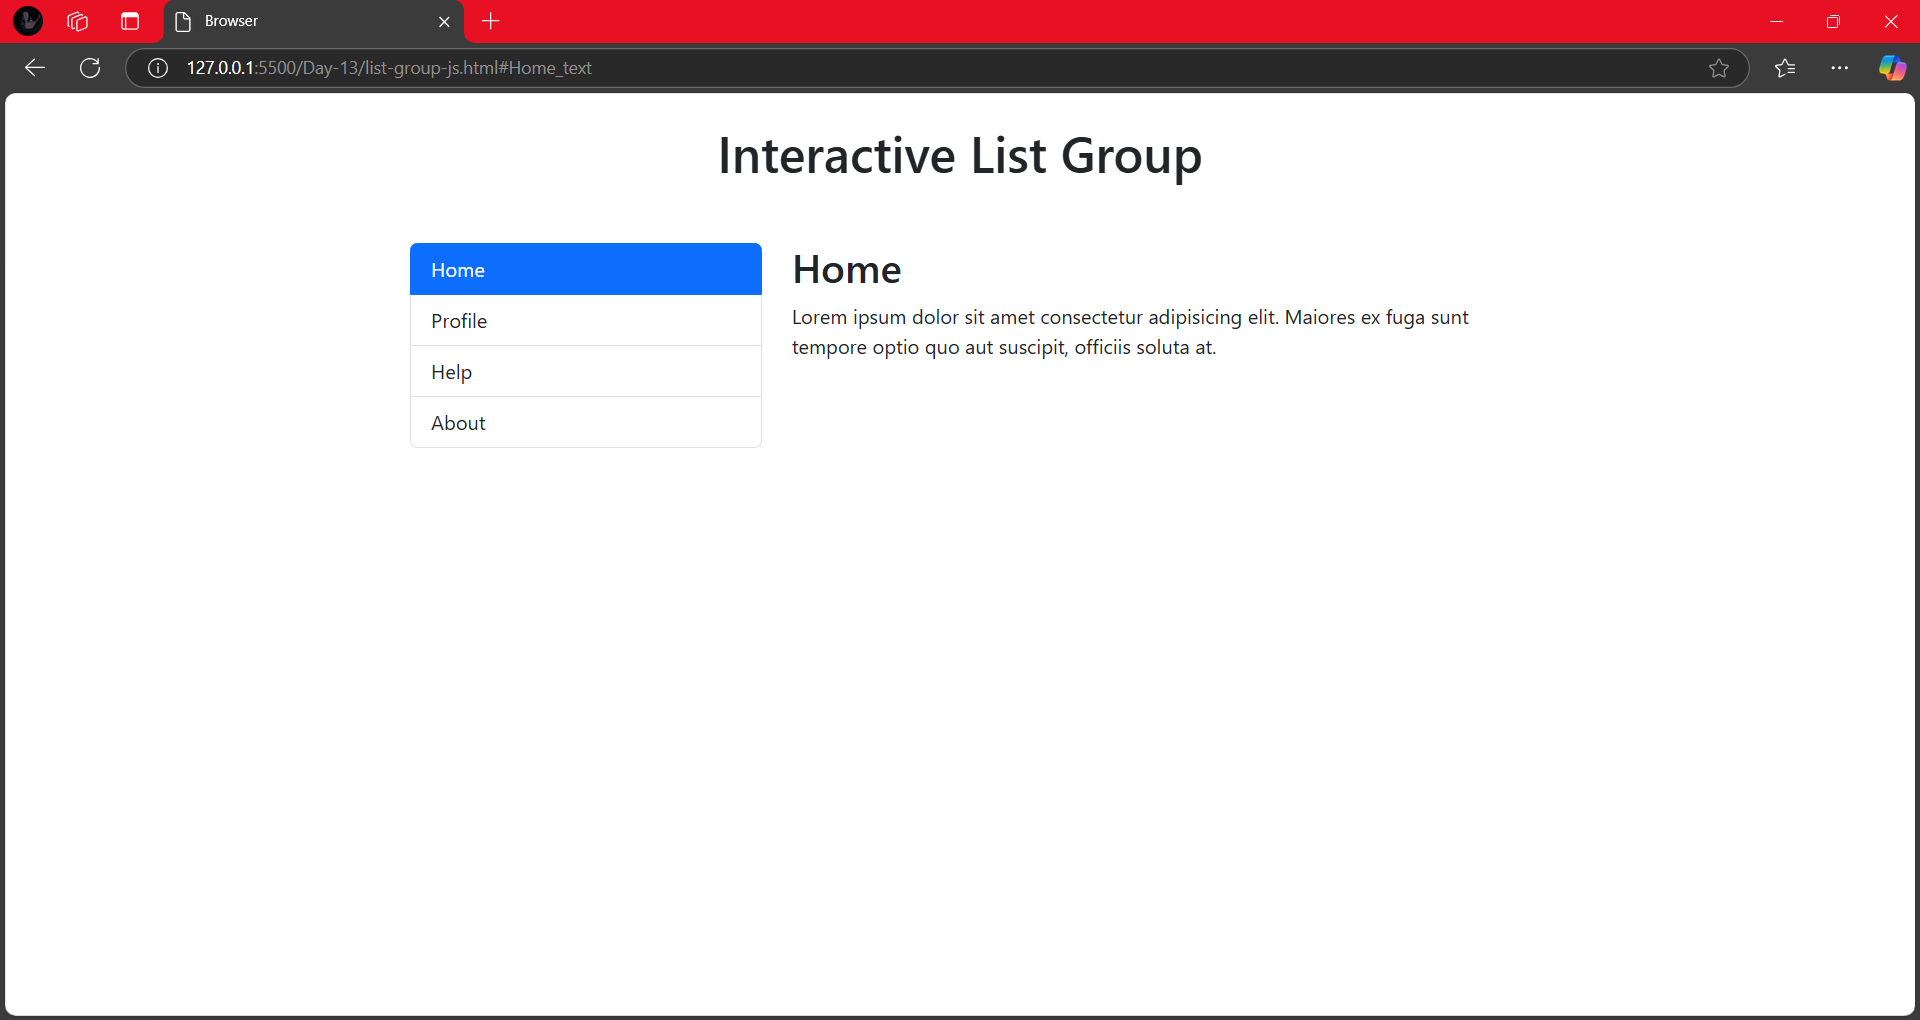 Browser
127.0.0.1:5500/Day-13/list-group-js.html#Home_text
Interactive List Group
Home
Profile
Help
About
Home
Lorem ipsum dolor sit amet consectetur adipisicing elit. Maiores ex fuga sunt
tempore optio quo aut suscipit, officiis soluta at.